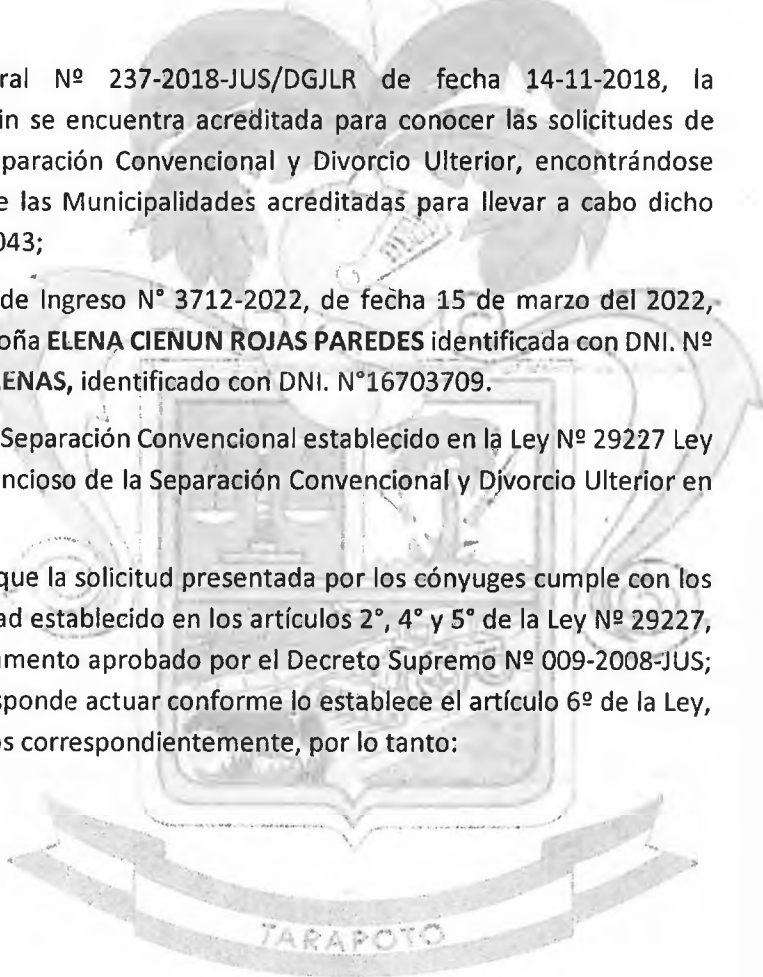 ral Nº 237-2018-JUS/DGJLR de fecha 14-11-2018, la
in se encuentra acreditada para conocer las solicitudes de
paración Convencional y Divorcio Ulterior, encontrándose
e las Municipalidades acreditadas para llevar a cabo dicho
043;
de Ingreso N° 3712-2022, de fecha 15 de marzo del 2022,
oña ELENA CIENUN ROJAS PAREDES identificada con DNI. Nº
LENAS, identificado con DNI. N°16703709.
Separación Convencional establecido en la Ley Nº 29227 Ley
ncioso de la Separación Convencional y Divorcio Ulterior en
que la solicitud presentada por los cónyuges cumple con los
ad establecido en los artículos 2°, 4° y 5° de la Ley Nº 29227,
amento aprobado por el Decreto Supremo Nº 009-2008-JUS;
sponde actuar conforme lo establece el artículo 6º de la Ley,
os correspondientemente, por lo tanto:
TARAPOTO